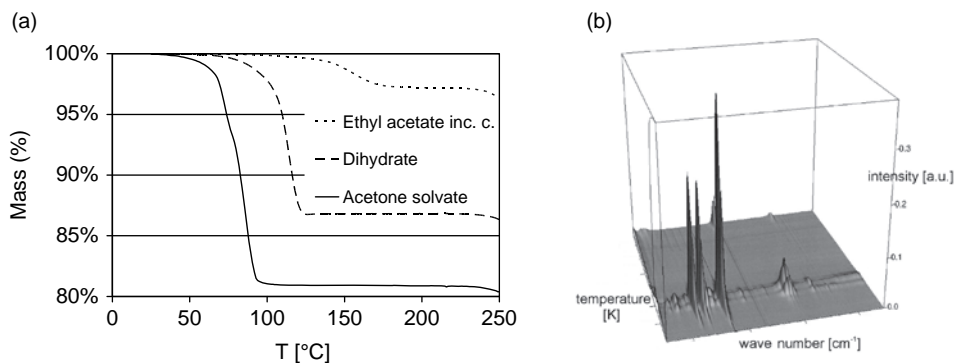 (a)
100%
95%
90%
85%
80%
Mass (%)
0
50
100
150
200
250
T [°C]
Ethyl acetate inc. c.
Dihydrate
Acetone solvate
(b)
0.3
intensity [a.u.]
0.2
0.1
0.0
temperature
[K]
wave number [cm⁻¹]